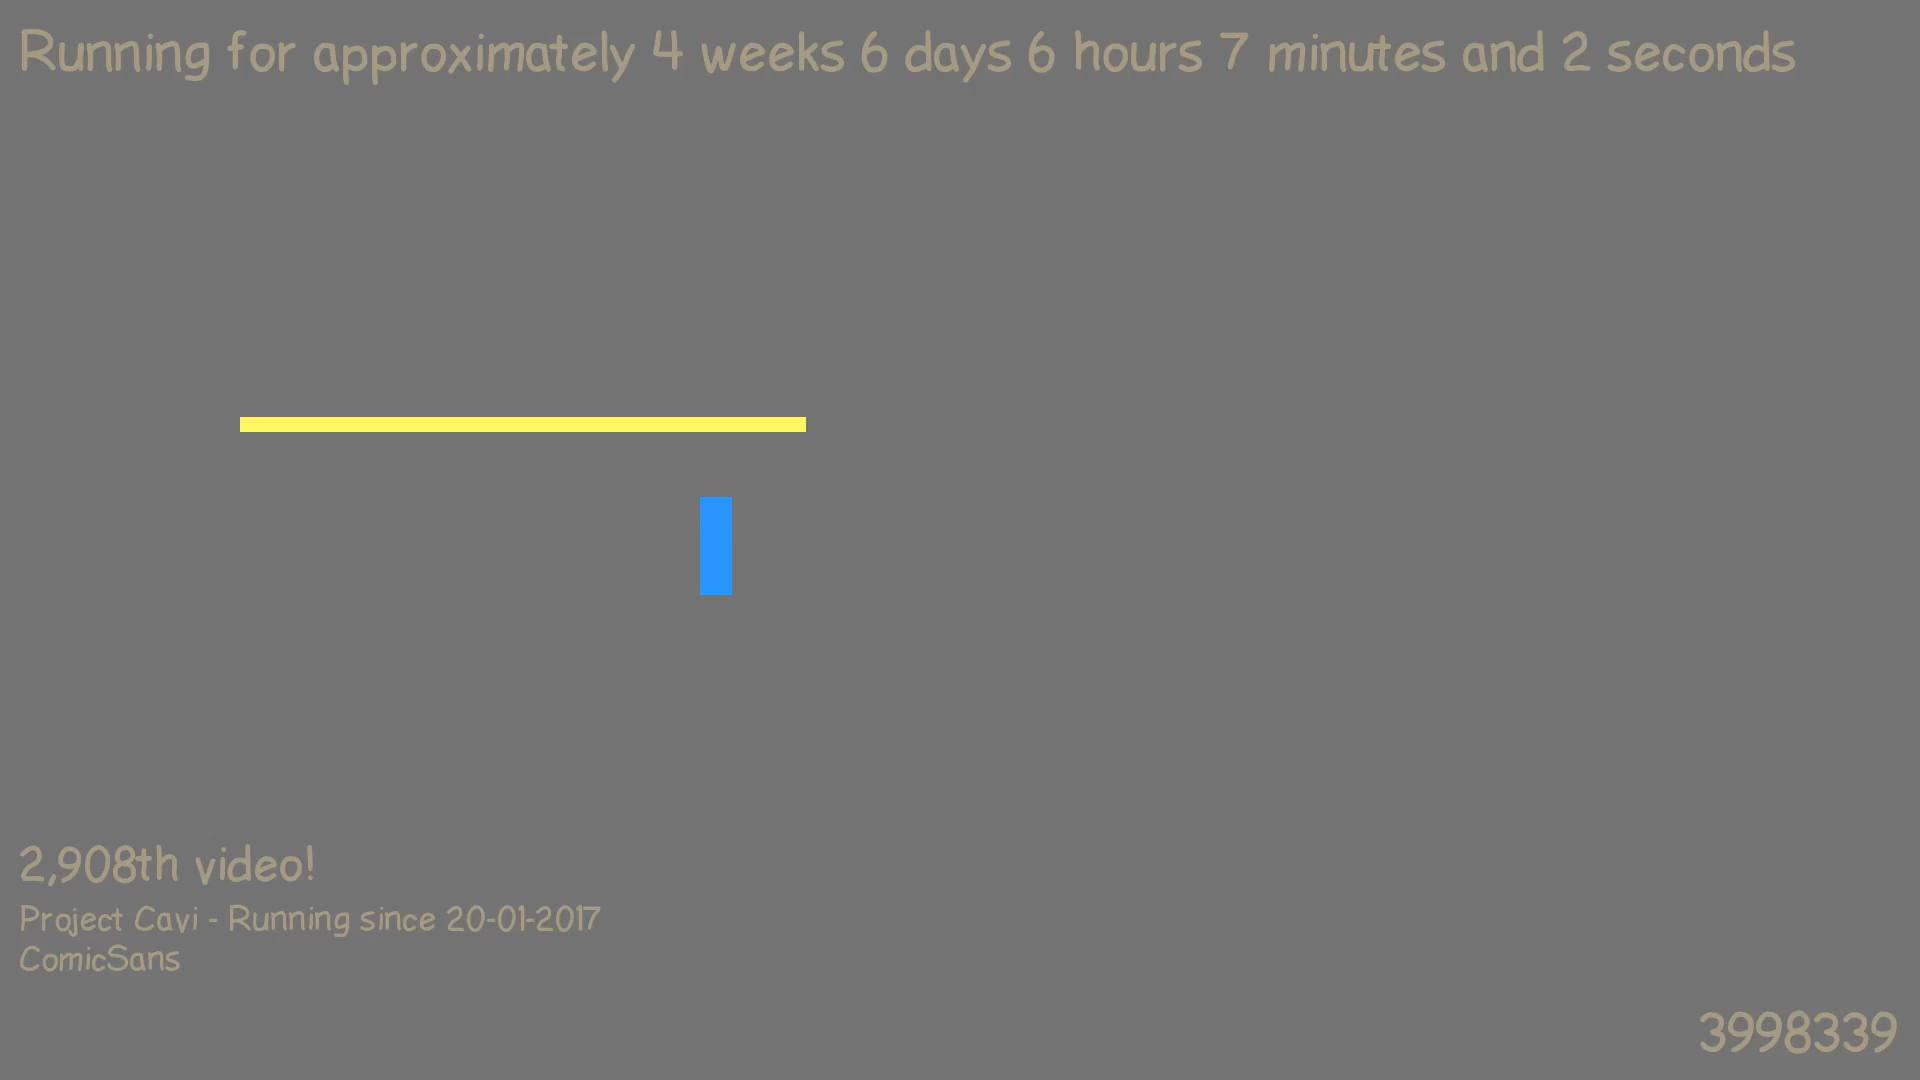 Running for approximately 4 weeks 6 days 6 hours 7 minutes and 2 seconds
2,908th video!
Project Cavi - Running since 20-01-2017
ComicSans
3998339